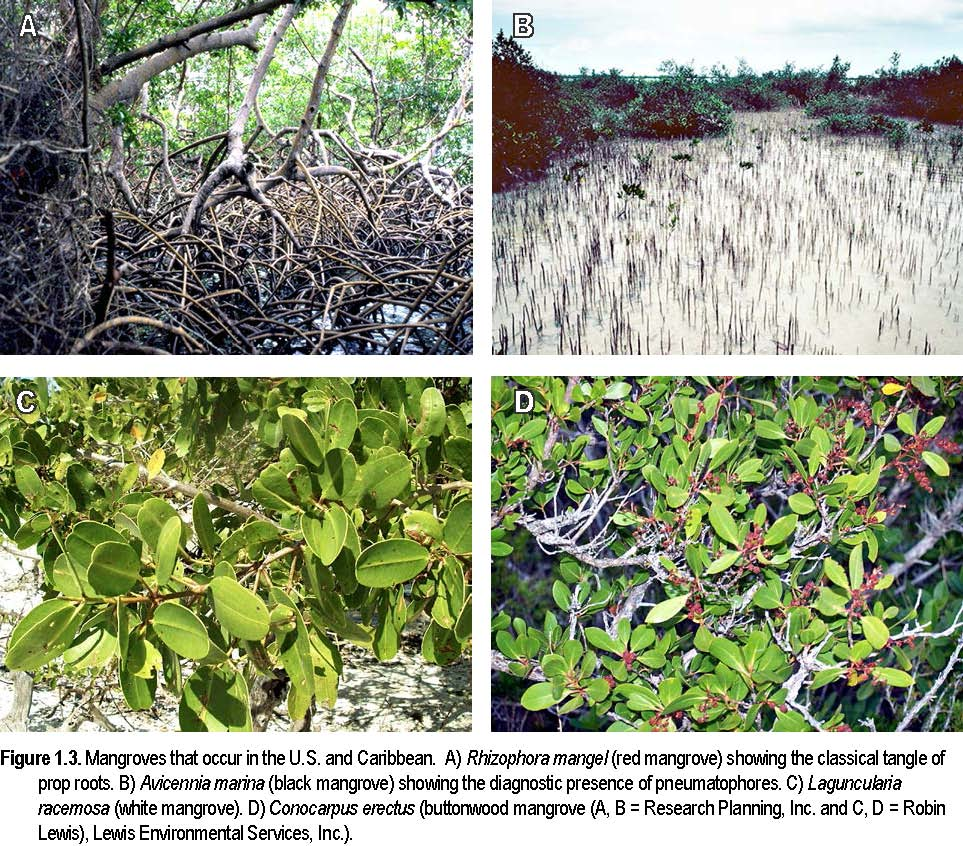 A
B
C
D
Figure 1.3. Mangroves that occur in the U.S. and Caribbean. A) Rhizophora mangel (red mangrove) showing the classical tangle of
prop roots. B) Avicennia marina (black mangrove) showing the diagnostic presence of pneumatophores. C) Laguncularia
racemosa (white mangrove). D) Conocarpus erectus (buttonwood mangrove (A, B = Research Planning, Inc. and C, D = Robin
Lewis), Lewis Environmental Services, Inc.).